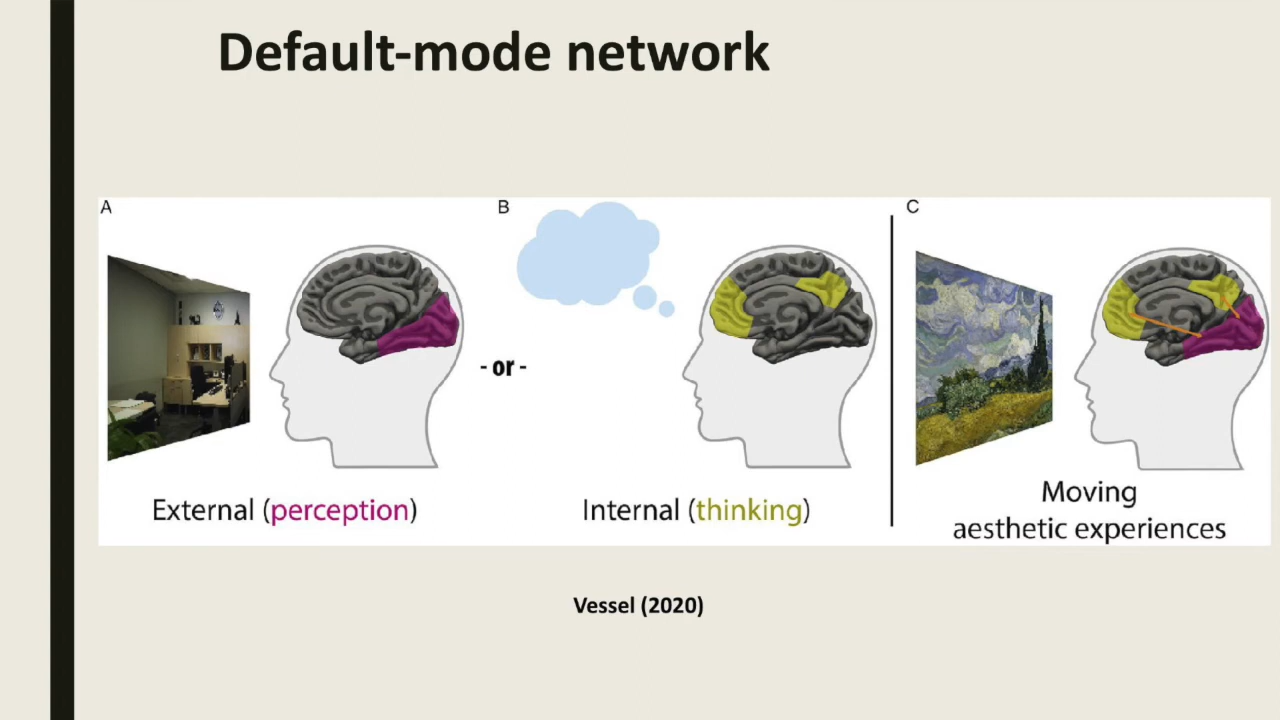 Default-mode network
A
B
C
- or -
External (perception)
Internal (thinking)
Moving
aesthetic experiences
Vessel (2020)